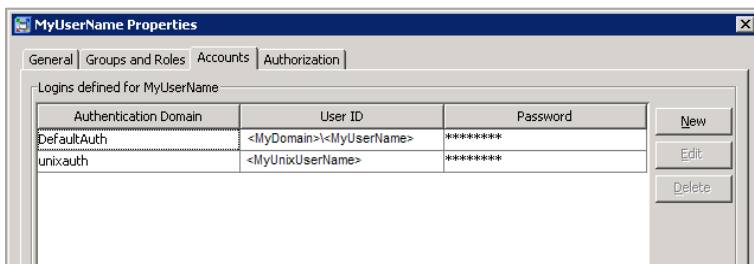 MyUserName Properties
General Groups and Roles Accounts Authorization
Logins defined for MyUserName
Authentication Domain User ID Password
DefaultAuth <MyDomain>\<MyUserName> ********
unixauth <MyUnixUserName> ********
New
Edit
Delete